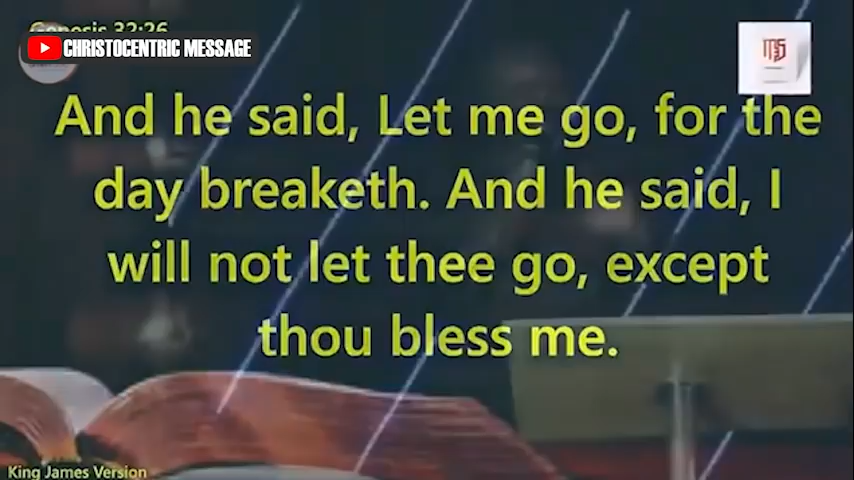 Genesis 32:26
CHRISTOCENTRIC MESSAGE
And he said, Let me go, for the
day breaketh. And he said, I
will not let thee go, except
thou bless me.
King James Version